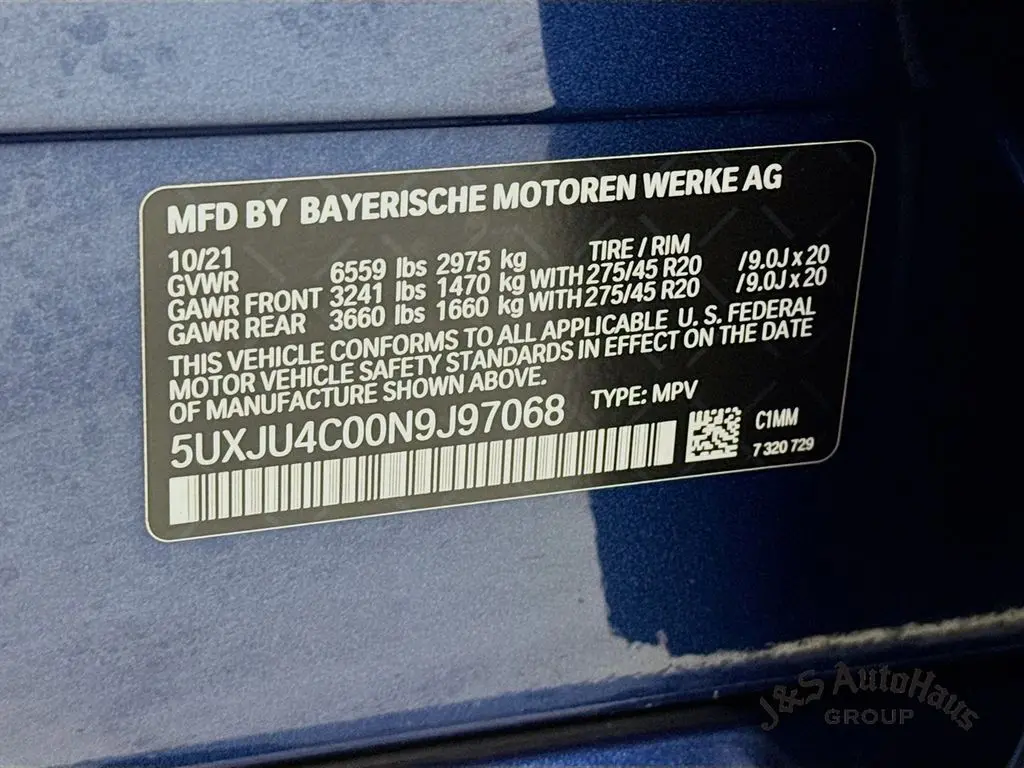 MFD BY BAYERISCHE MOTOREN WERKE AG
10/21 TIRE / RIM
GVWR 6559 lbs 2975 kg
GAWR FRONT 3241 lbs 1470 kg WITH 275/45 R20 /9.0J x 20
GAWR REAR 3660 lbs 1660 kg WITH 275/45 R20 /9.0J x 20
THIS VEHICLE CONFORMS TO ALL APPLICABLE U. S. FEDERAL
MOTOR VEHICLE SAFETY STANDARDS IN EFFECT ON THE DATE
OF MANUFACTURE SHOWN ABOVE.
5UXJU4C00N9J97068 TYPE: MPV
C1MM
7 320 729
J&S AutoHaus
GROUP